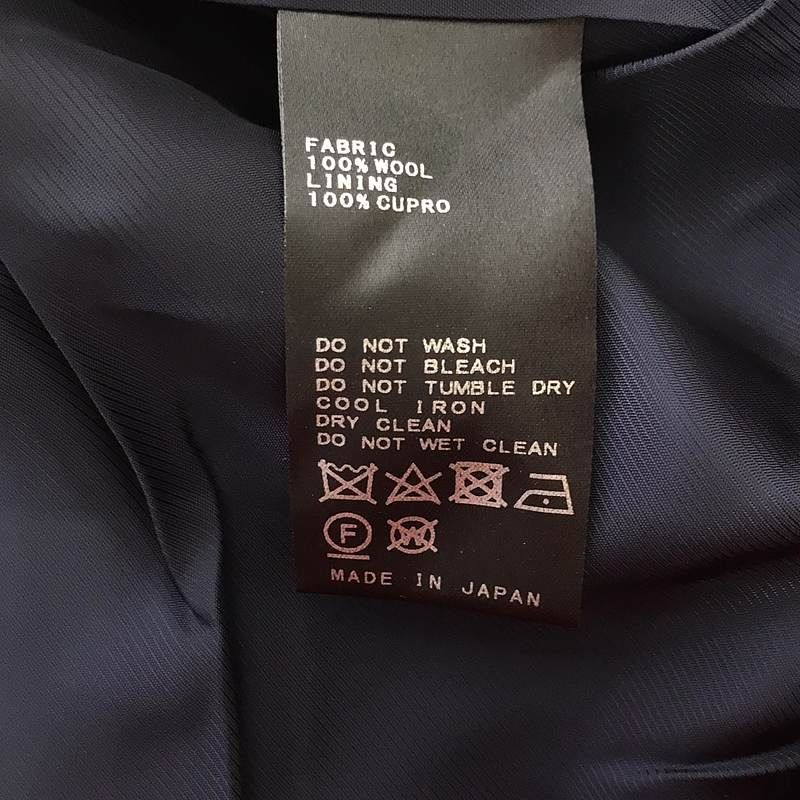 FABRIC
100% WOOL
LINING
100% CUPRO
DO NOT WASH
DO NOT BLEACH
DO NOT TUMBLE DRY
COOL IRON
DRY CLEAN
DO NOT WET CLEAN
F W
MADE IN JAPAN